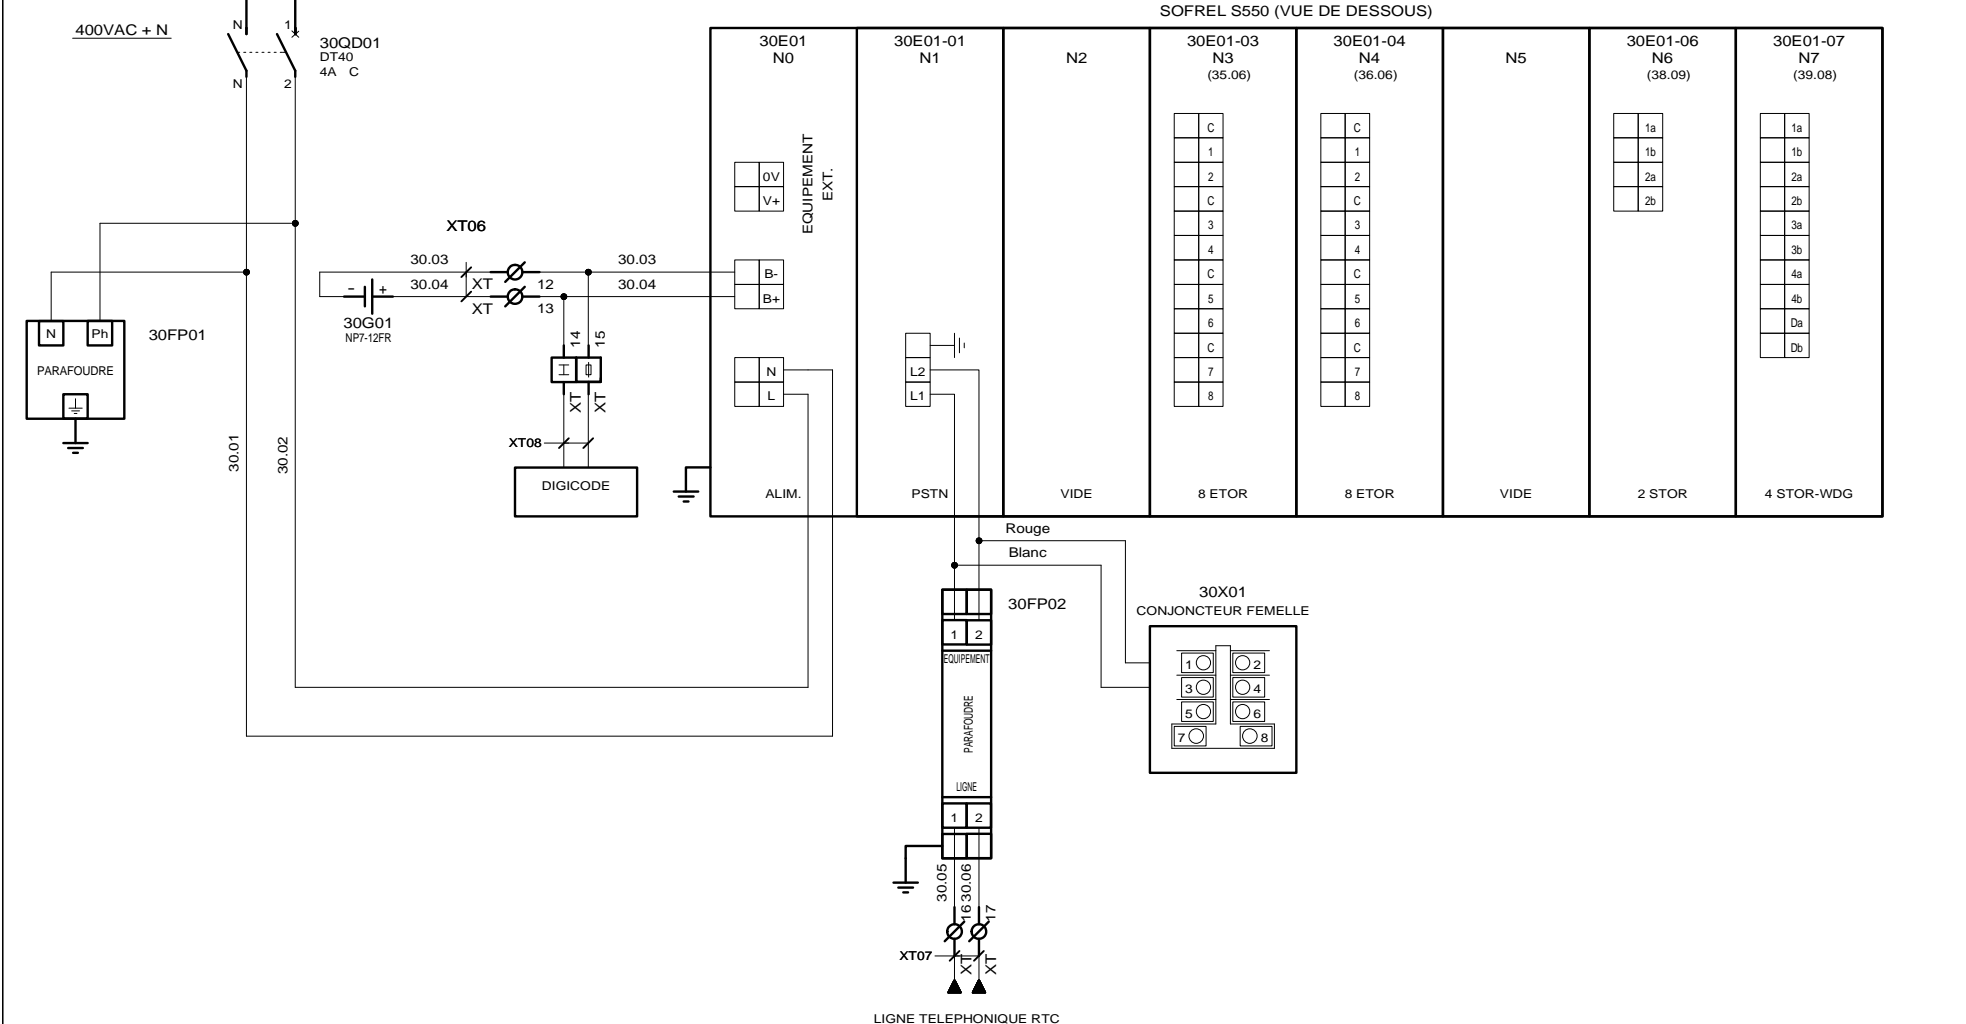 SOFREL S550 (VUE DE DESSOUS)
400VAC + N
N
1
30QD01
DT40
4A C
N
2
30E01
N0
30E01-01
N1
N2
30E01-03
N3
(35.06)
30E01-04
N4
(36.06)
N5
30E01-06
N6
(38.09)
30E01-07
N7
(39.08)
EQUIPEMENT
EXT.
0V
V+
B-
B+
N
L
L2
L1
C
1
2
C
3
4
C
5
6
C
7
8
C
1
2
C
3
4
C
5
6
C
7
8
1a
1b
2a
2b
1a
1b
2a
2b
3a
3b
4a
4b
Da
Db
XT06
30.03
30.03
30.04
XT
12
30.04
XT
13
-
+
30G01
NP7-12FR
14
15
XT
XT
XT08
DIGICODE
N
Ph
30FP01
PARAFOUDRE
30.01
30.02
ALIM.
PSTN
VIDE
8 ETOR
8 ETOR
VIDE
2 STOR
4 STOR-WDG
Rouge
Blanc
30FP02
1
2
EQUIPEMENT
PARAFOUDRE
LIGNE
1
2
30X01
CONJONCTEUR FEMELLE
1
2
3
4
5
6
7
8
30.05
30.06
16
17
XT07
XT
XT
LIGNE TELEPHONIQUE RTC